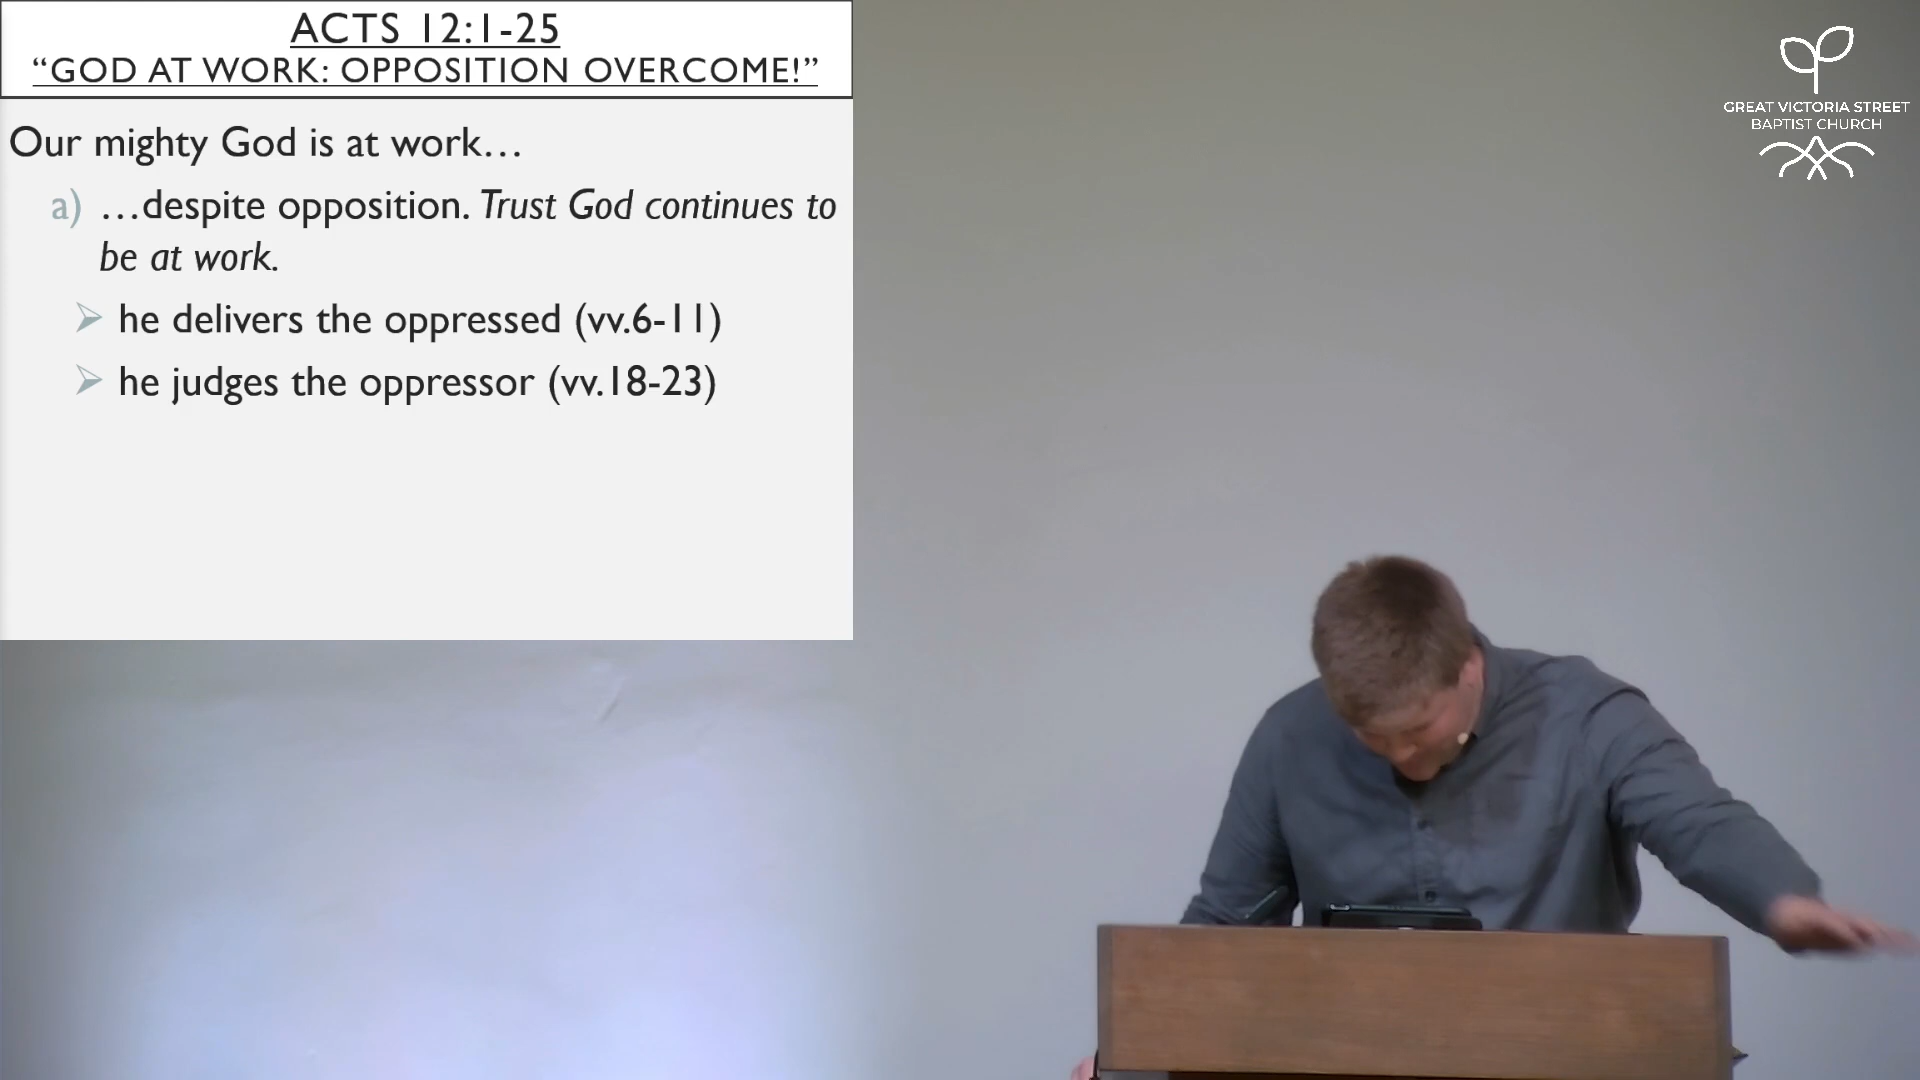 ACTS 12:1-25
“GOD AT WORK: OPPOSITION OVERCOME!”
Our mighty God is at work…
a) …despite opposition. Trust God continues to
be at work.
he delivers the oppressed (vv.6-11)
he judges the oppressor (vv.18-23)
GREAT VICTORIA STREET
BAPTIST CHURCH